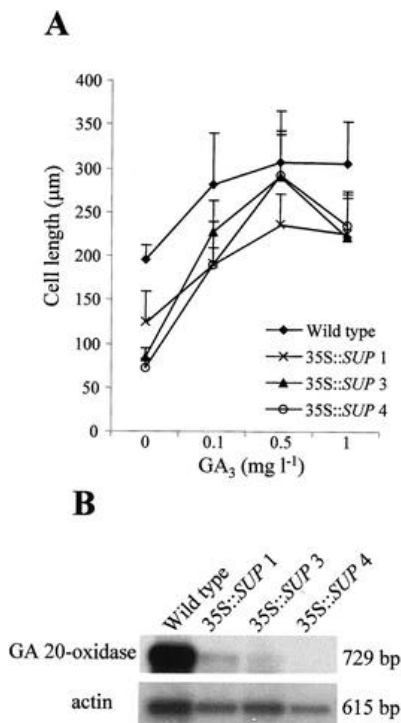 A
400
350
300
250
200
150
100
50
0
Cell length (μm)
Wild type
35S::SUP 1
35S::SUP 3
35S::SUP 4
0 0.1 0.5 1
GA₃ (mg l⁻¹)
B
Wild type 35S::SUP 1 35S::SUP 3 35S::SUP 4
GA 20-oxidase 729 bp
actin 615 bp